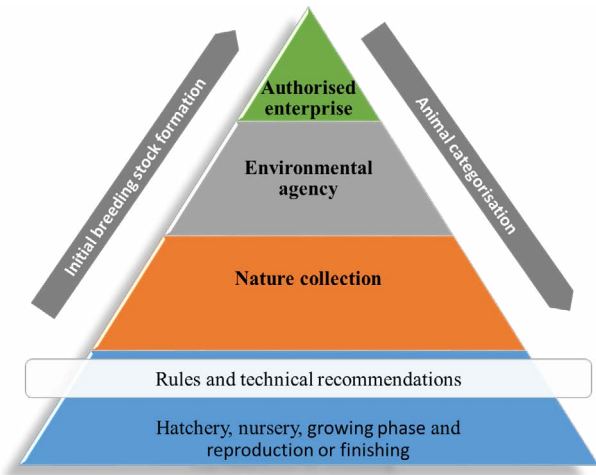 Authorised
enterprise
Environmental
agency
Nature collection
Rules and technical recommendations
Hatchery, nursery, growing phase and
reproduction or finishing
Initial breeding stock formation
Animal categorisation